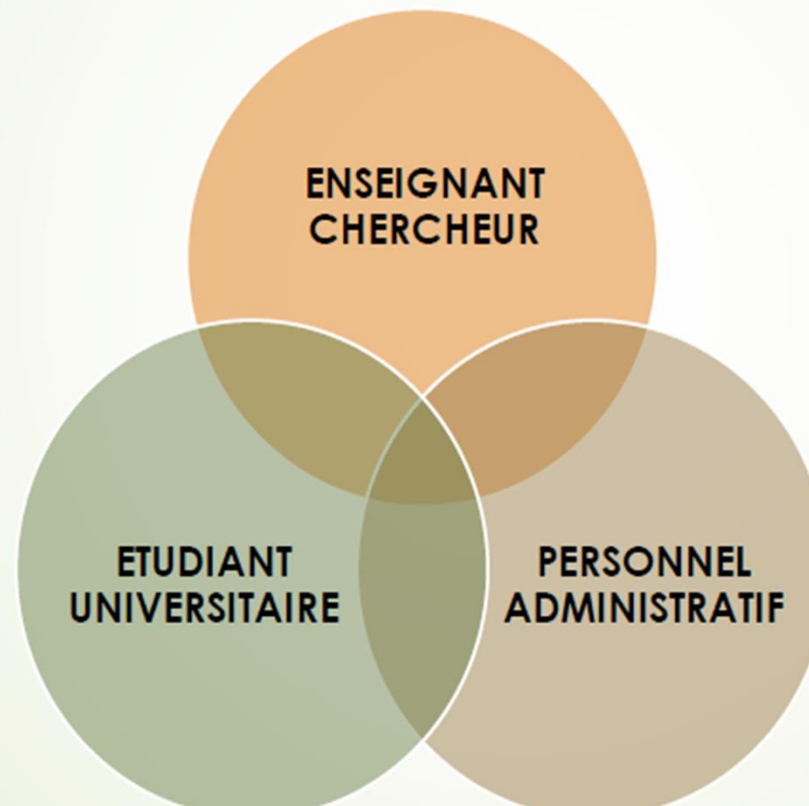 ENSEIGNANT
CHERCHEUR
ETUDIANT
UNIVERSITAIRE
PERSONNEL
ADMINISTRATIF